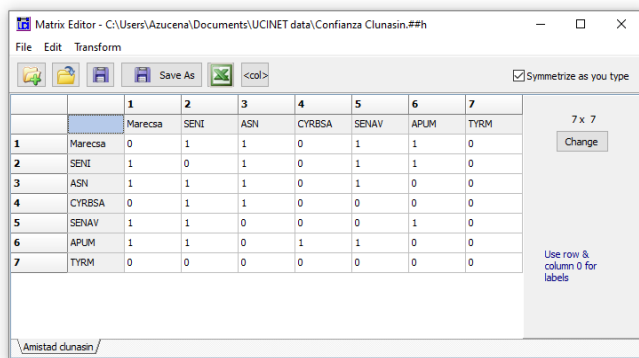 Matrix Editor - C:\Users\Azucena\Documents\UCINET data\Confianza Clunasin.##h
File Edit Transform
Save As <col> Symmetrize as you type
1 2 3 4 5 6 7
Marecsa SENI ASN CYRBSA SENAV APUM TYRM
1 Marecsa 0 1 1 0 1 1 0
2 SENI 1 0 1 0 1 1 0
3 ASN 1 1 1 0 1 0 0
4 CYRBSA 0 1 1 0 0 0 0
5 SENAV 1 1 0 0 0 1 0
6 APUM 1 1 0 1 1 0 0
7 TYRM 0 0 0 0 0 0 0
7 x 7
Change
Use row &
column 0 for
labels
Amistad clunasin